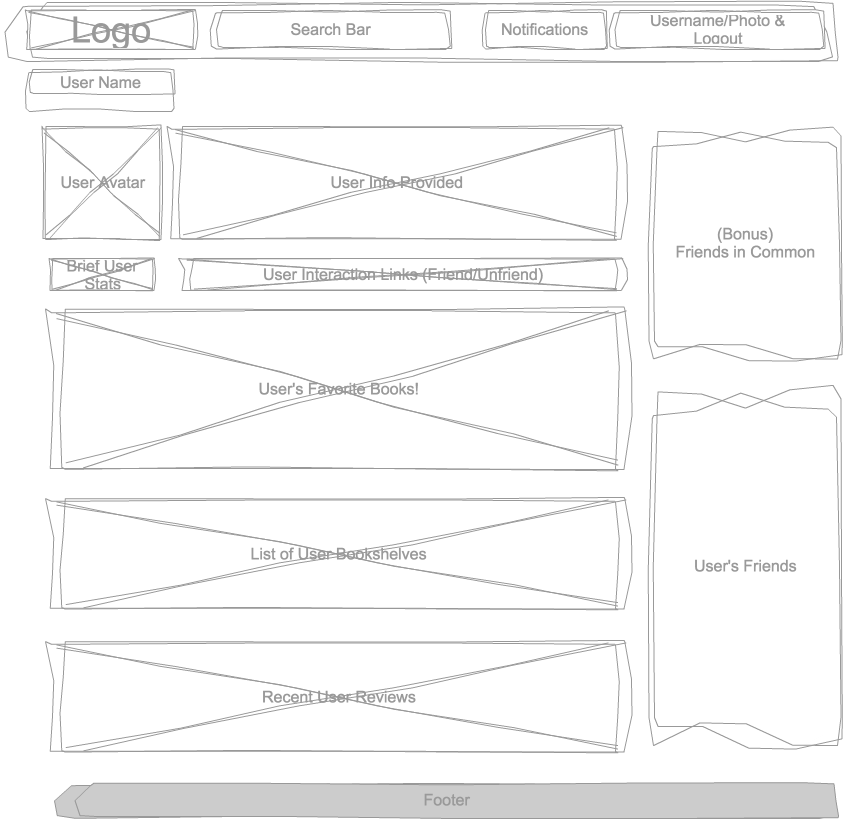 Logo
Search Bar
Notifications
Username/Photo &
Logout
User Name
User Avatar
User Info Provided
(Bonus)
Friends in Common
Brief User
Stats
User Interaction Links (Friend/Unfriend)
User's Favorite Books!
List of User Bookshelves
User's Friends
Recent User Reviews
Footer